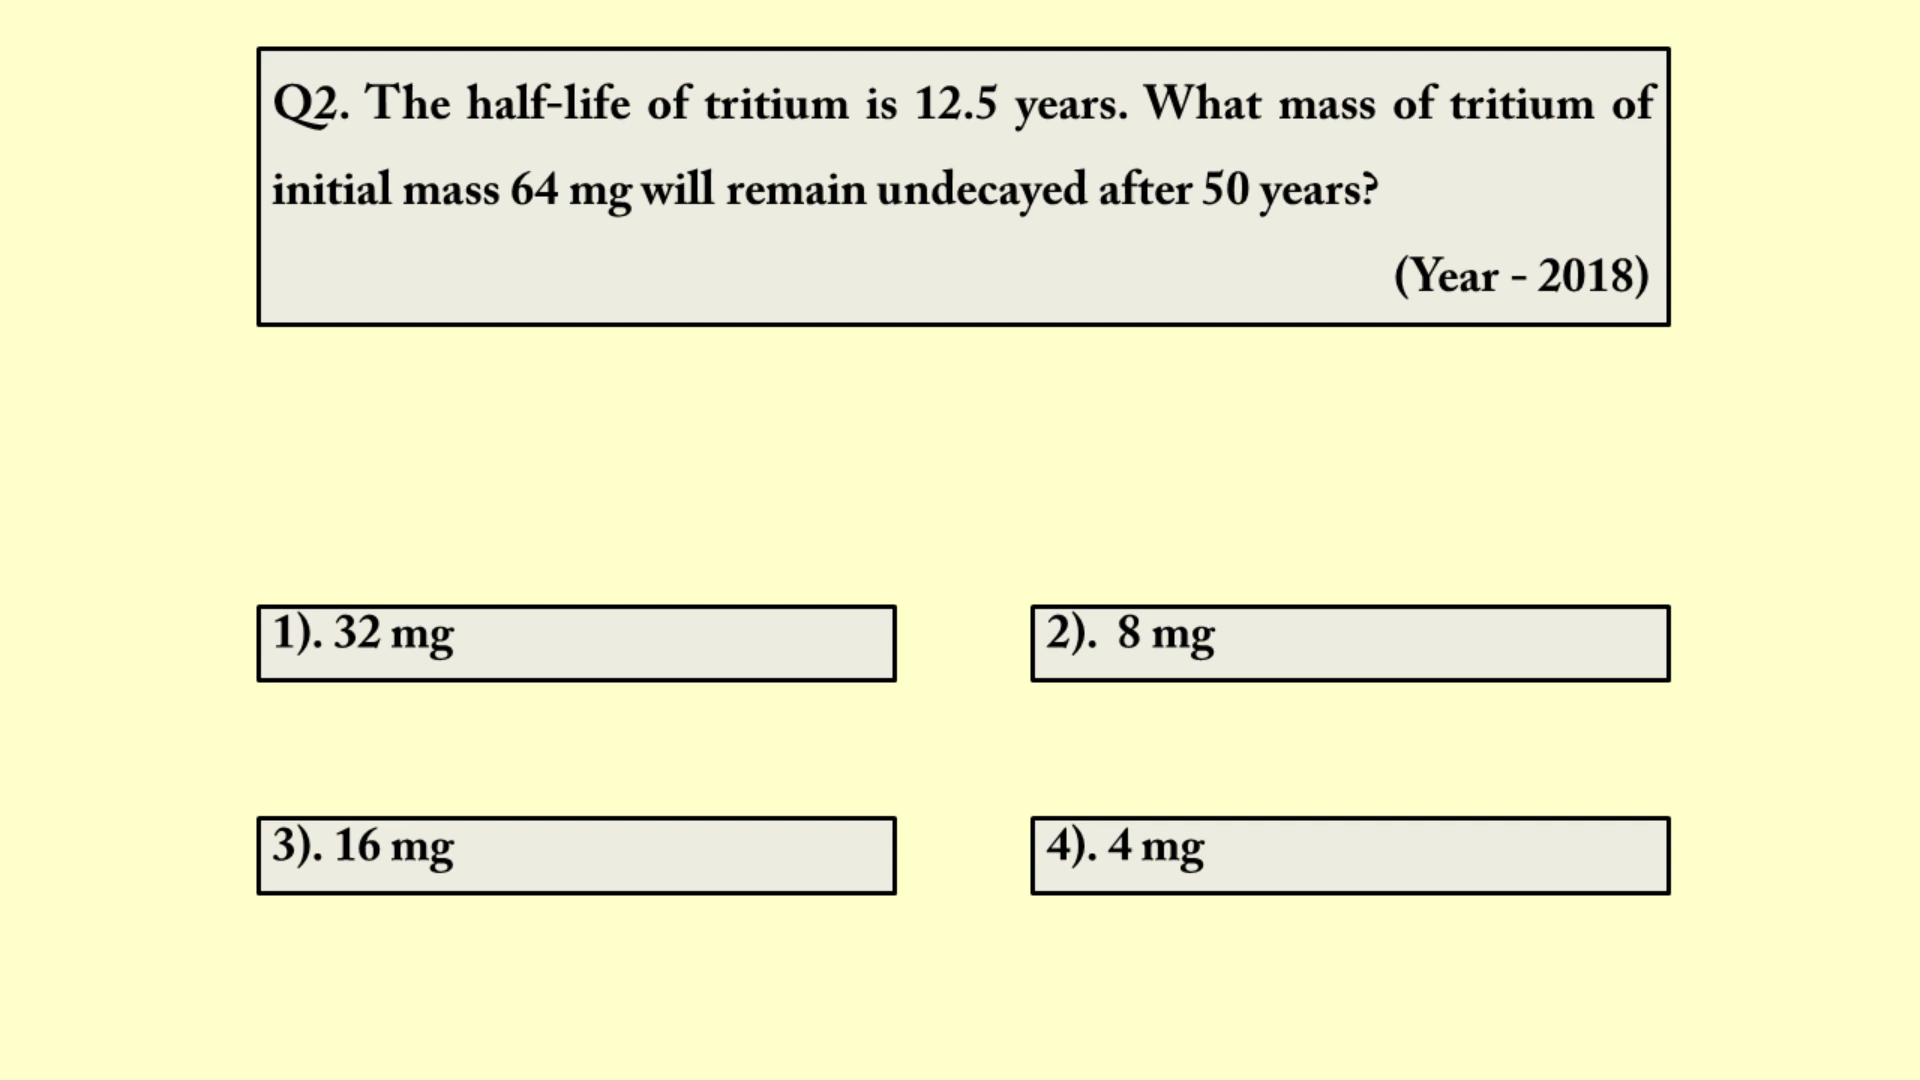 Q2. The half-life of tritium is 12.5 years. What mass of tritium of
initial mass 64 mg will remain undecayed after 50 years?
(Year - 2018)
1). 32 mg
2).  8 mg
3). 16 mg
4). 4 mg